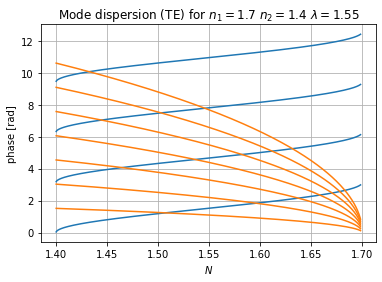 Mode dispersion (TE) for n₁ = 1.7 n₂ = 1.4 λ = 1.55
12
10
8
6
4
2
0
phase [rad]
1.40 1.45 1.50 1.55 1.60 1.65 1.70
N